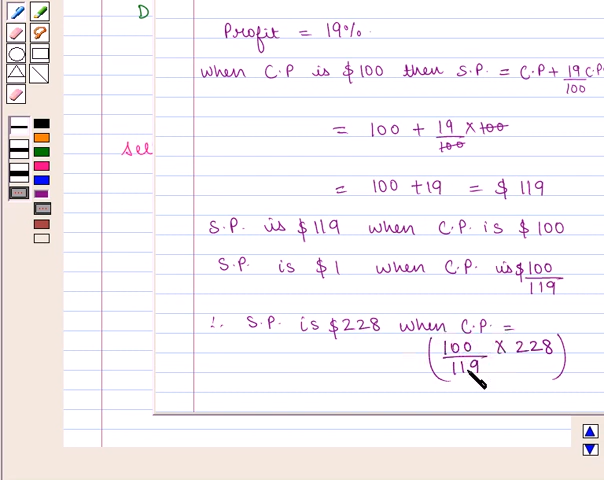 D
Profit = 19%.
when C.P is $100 then S.P. = C.P + 19/100 C.P
= 100 + 19/100 × 100
sel
= 100 + 19 = $ 119
S.P. is $119 when C.P. is $ 100
S.P. is $1 when C.P. is $ 100/119
∴ S.P. is $228 when C.P. =
(100/119 × 228)